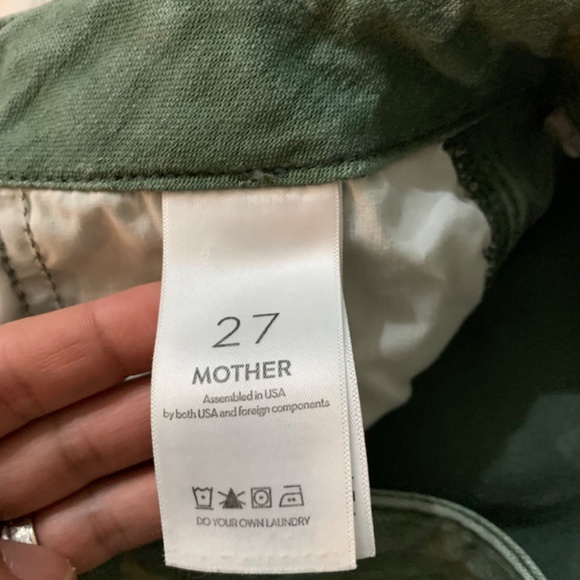 27
MOTHER
Assembled in USA
by both USA and foreign components
DO YOUR OWN LAUNDRY